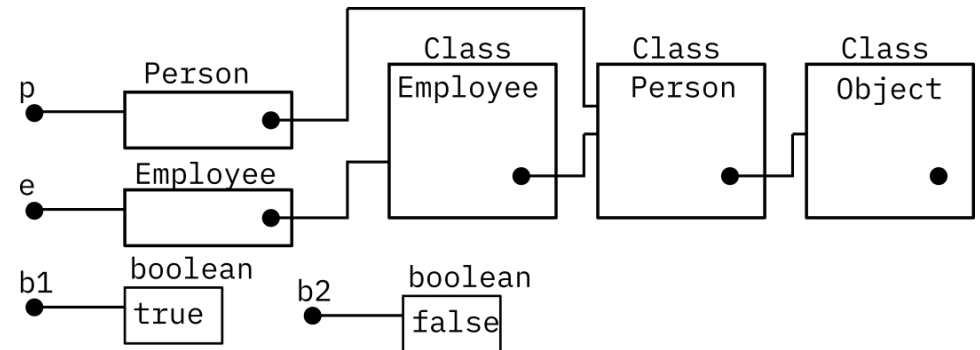 Class
Class
Class
Person
Employee
Person
Object
p
Employee
e
boolean
boolean
b1
b2
true
false